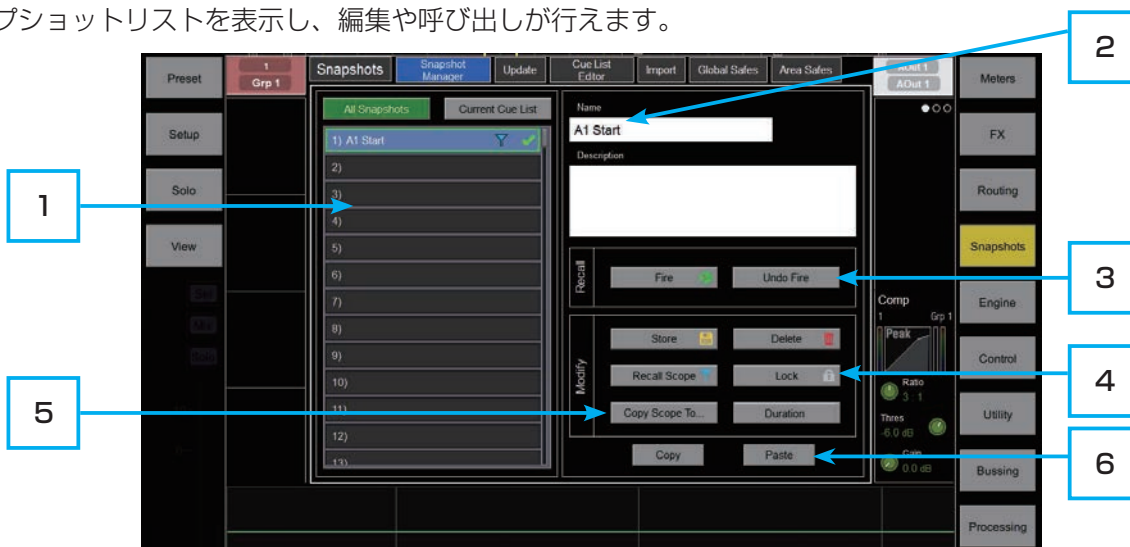 プショットリストを表示し、編集や呼び出しが行えます。
2
Preset
1
Grp 1
Snapshots
Snapshot
Manager
Update
Cue List
Editor
Import
Global Safes
Area Safes
AOut 1
AOut 1
Meters
All Snapshots
Current Cue List
Name
A1 Start
Setup
FX
1) A1 Start
Description
2)
1
Solo
3)
Routing
4)
View
5)
Snapshots
Recall
Fire
Undo Fire
3
6)
7)
Comp
1
Grp 1
Engine
8)
Peak
Modify
Store
Delete
9)
Control
Recall Scope
Lock
4
10)
Ratio
3 : 1
5
11)
Copy Scope To...
Duration
Thres
-6.0 dB
Utility
12)
Copy
Paste
6
13)
Gain
0.0 dB
Bussing
Processing